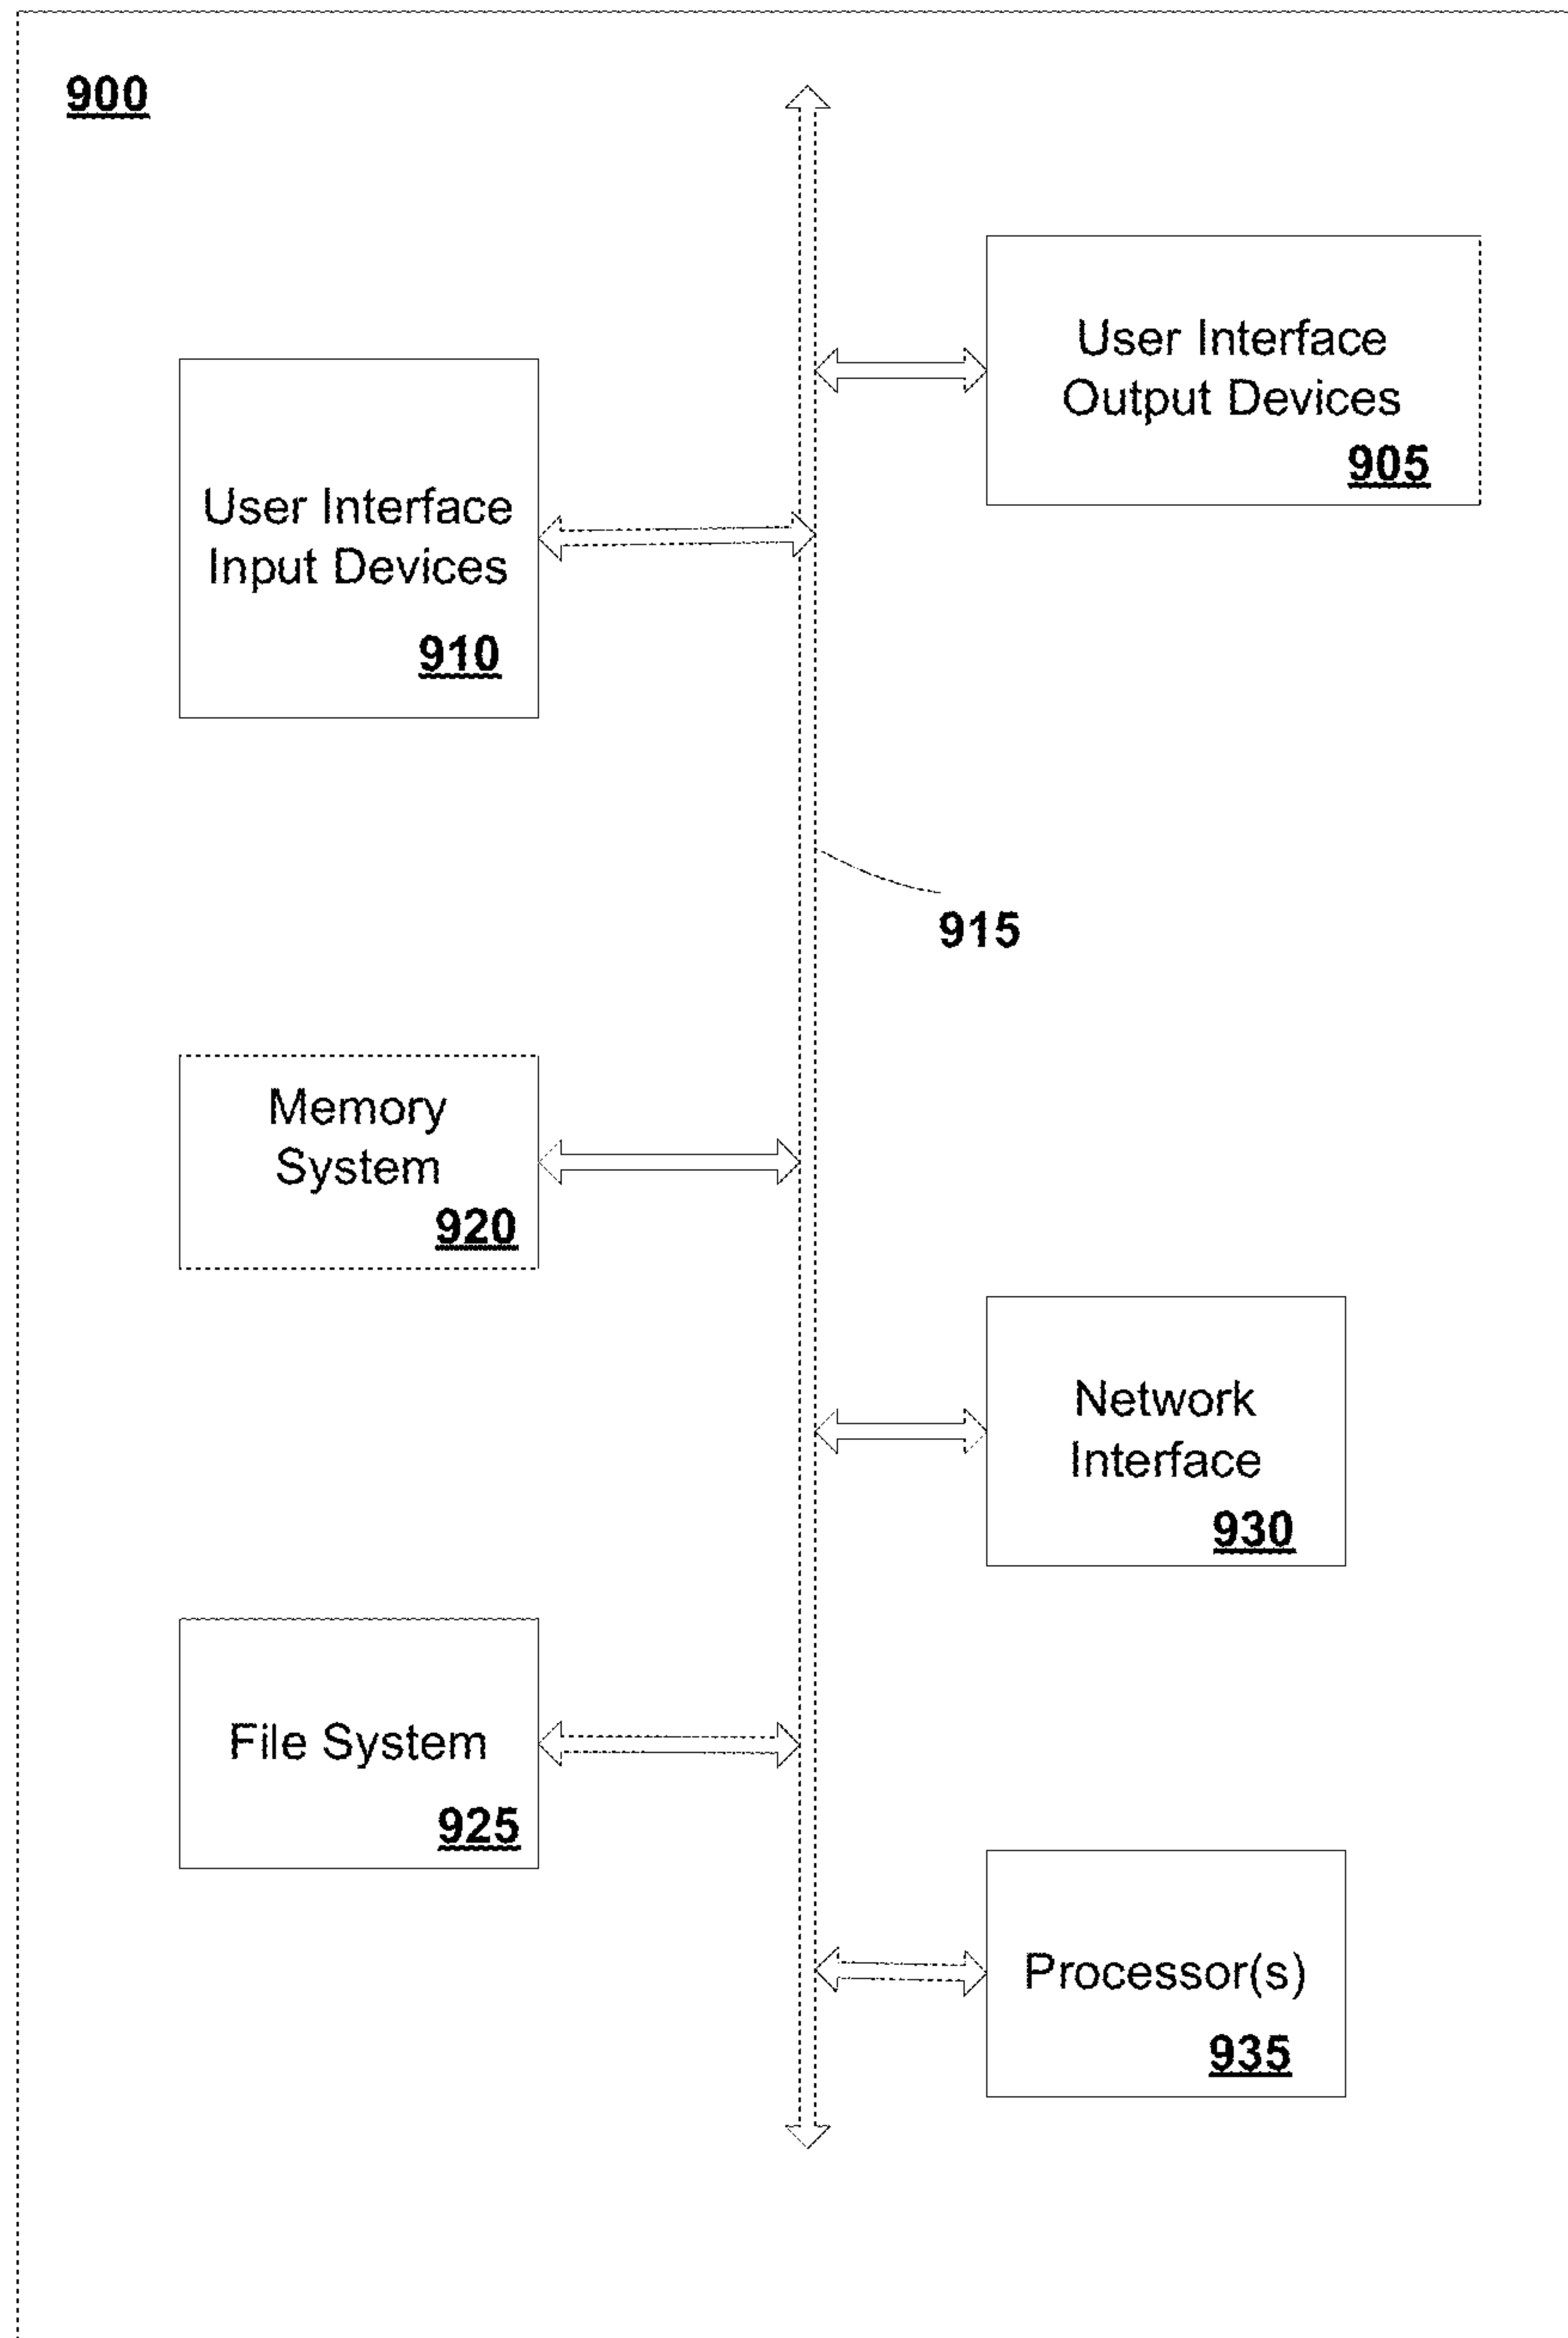 900
User Interface
Output Devices
905
User Interface
Input Devices
910
915
Memory
System
920
Network
Interface
930
File System
925
Processor(s)
935